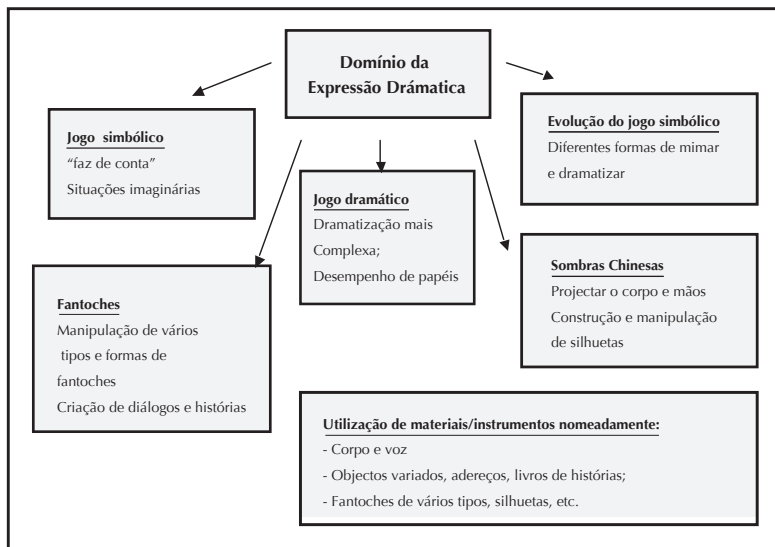 Domínio da
Expressão Drámatica
Jogo simbólico
“faz de conta”
Situações imaginárias
Evolução do jogo simbólico
Diferentes formas de mimar
e dramatizar
Jogo dramático
Dramatização mais
Complexa;
Desempenho de papéis
Fantoches
Manipulação de vários
tipos e formas de
fantoches
Criação de diálogos e histórias
Sombras Chinesas
Projectar o corpo e mãos
Construção e manipulação
de silhuetas
Utilização de materiais/instrumentos nomeadamente:
- Corpo e voz
- Objectos variados, adereços, livros de histórias;
- Fantoches de vários tipos, silhuetas, etc.